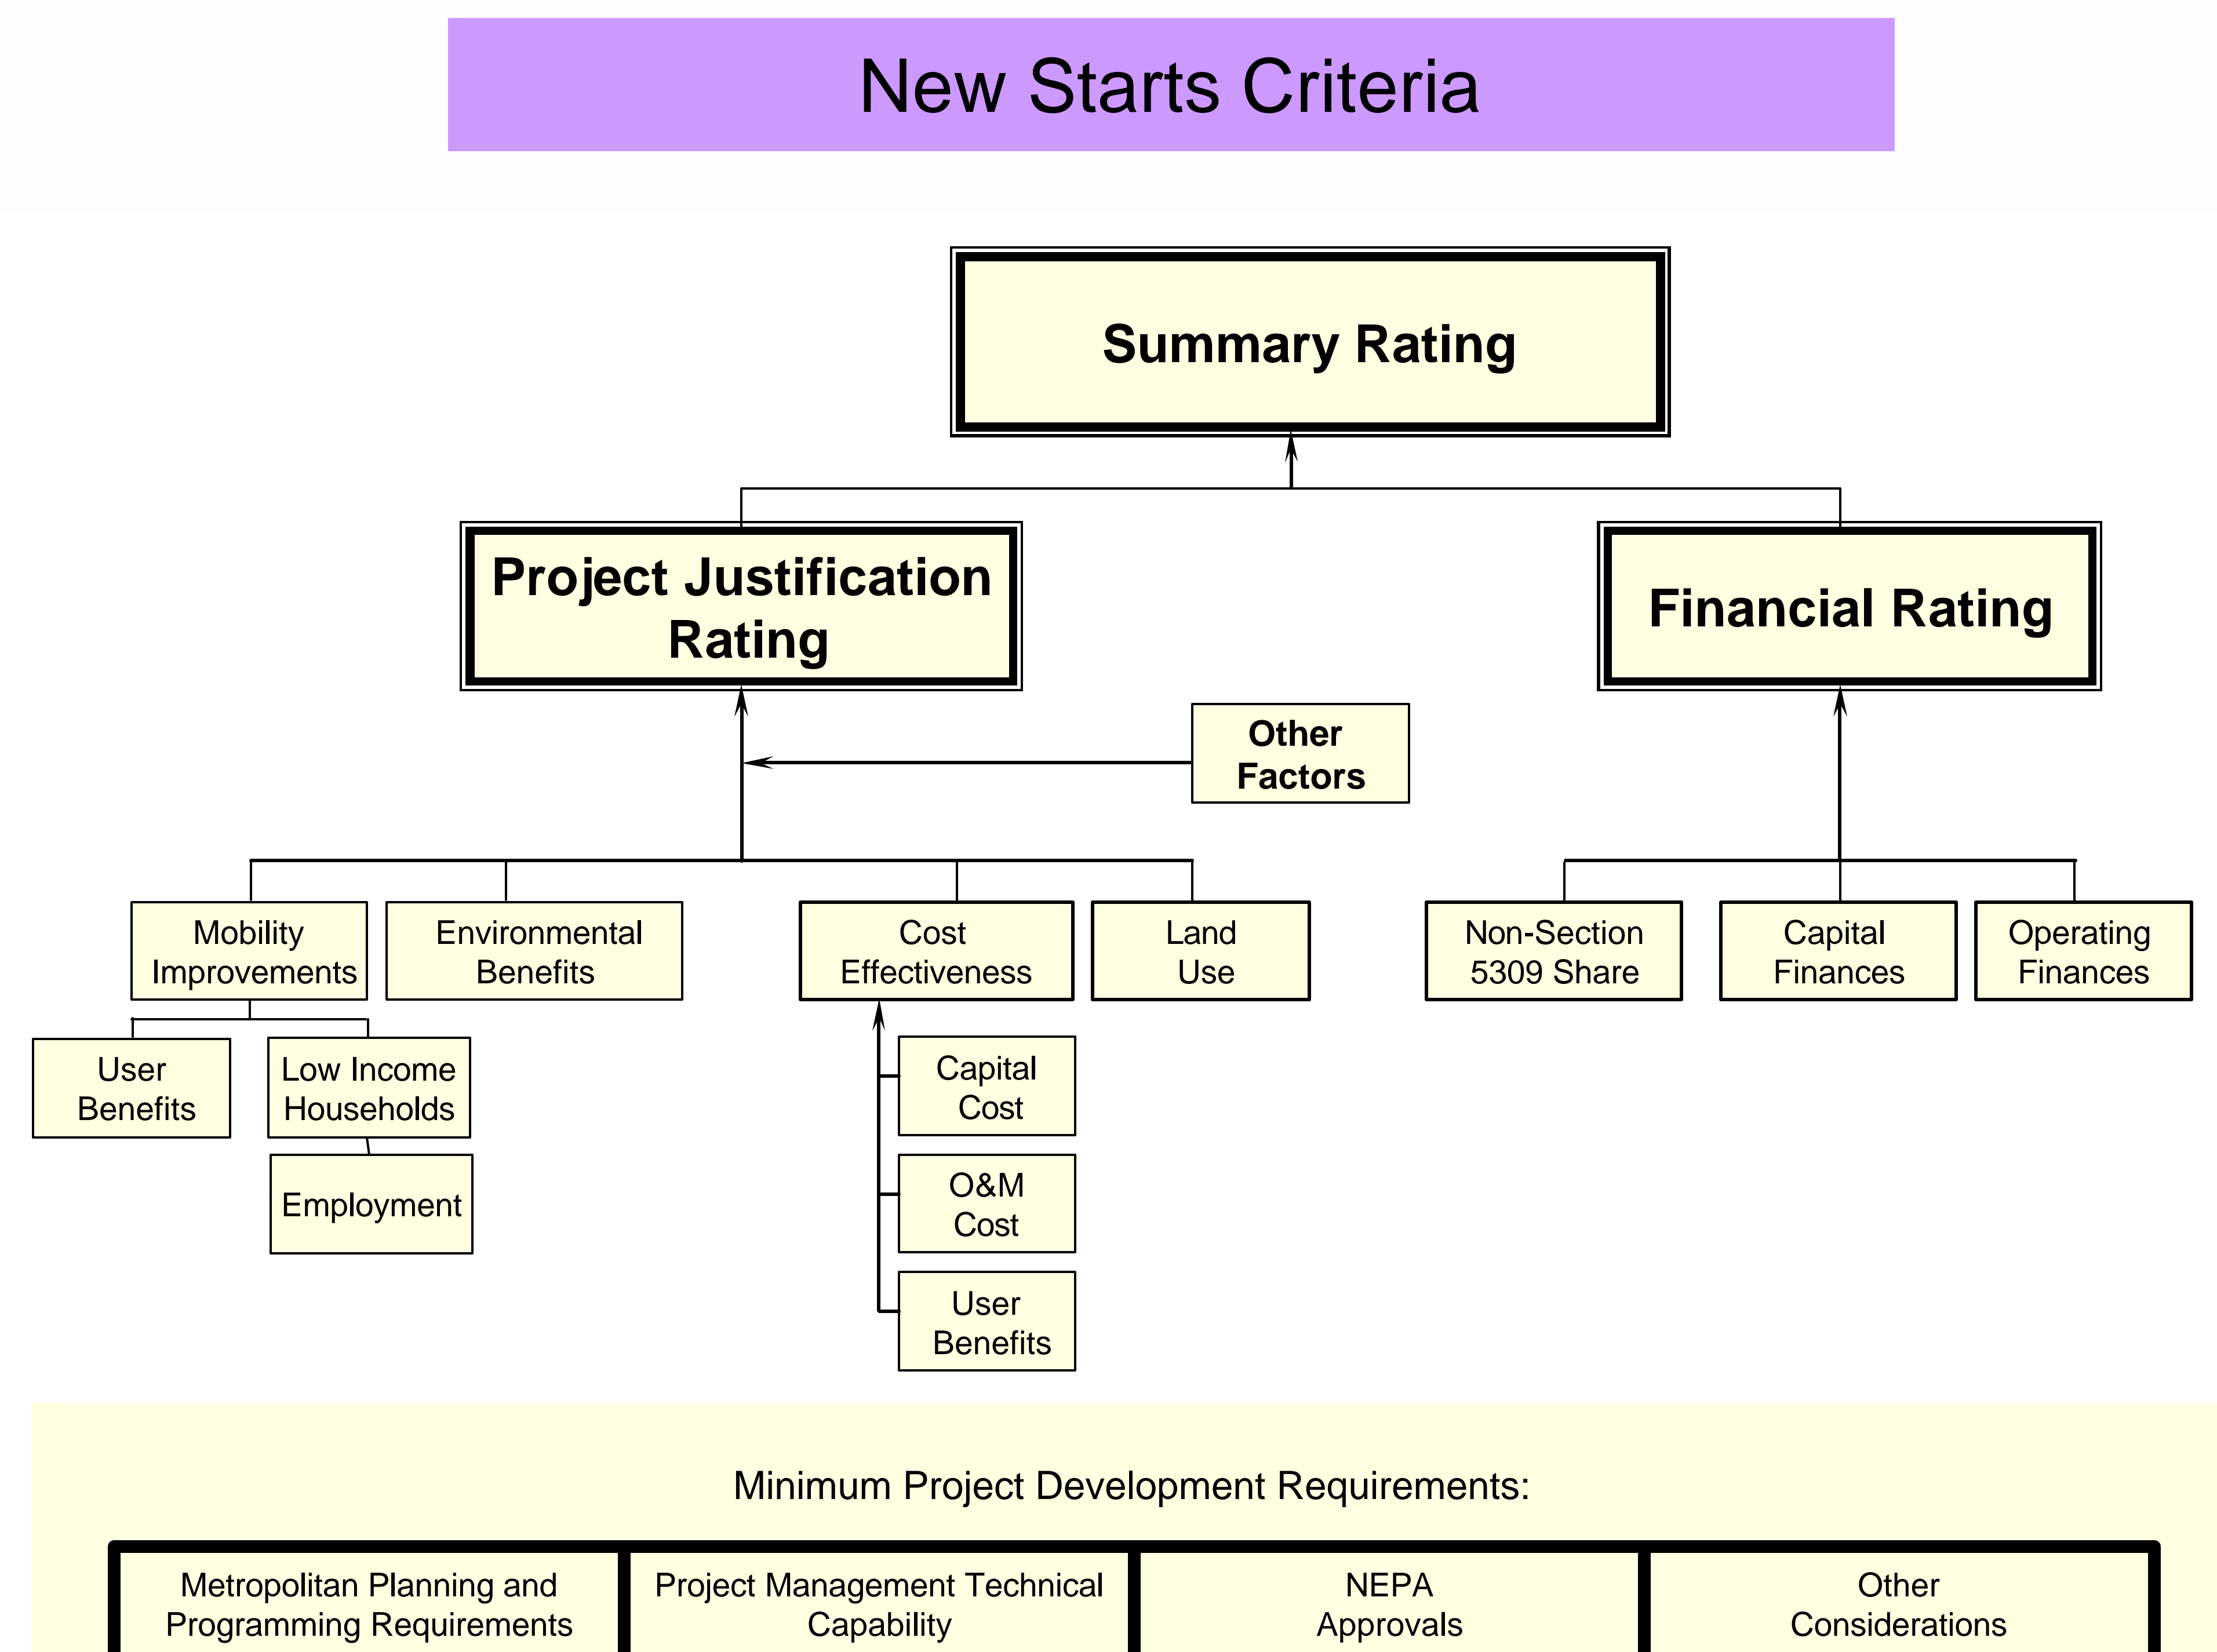 New Starts Criteria
Summary Rating
Project Justification
Rating
Financial Rating
Other
Factors
Mobility
Improvements
Environmental
Benefits
Cost
Effectiveness
Land
Use
Non-Section
5309 Share
Capital
Finances
Operating
Finances
User
Benefits
Low Income
Households
Employment
Capital
Cost
O&M
Cost
User
Benefits
Minimum Project Development Requirements:
Metropolitan Planning and
Programming Requirements
Project Management Technical
Capability
NEPA
Approvals
Other
Considerations